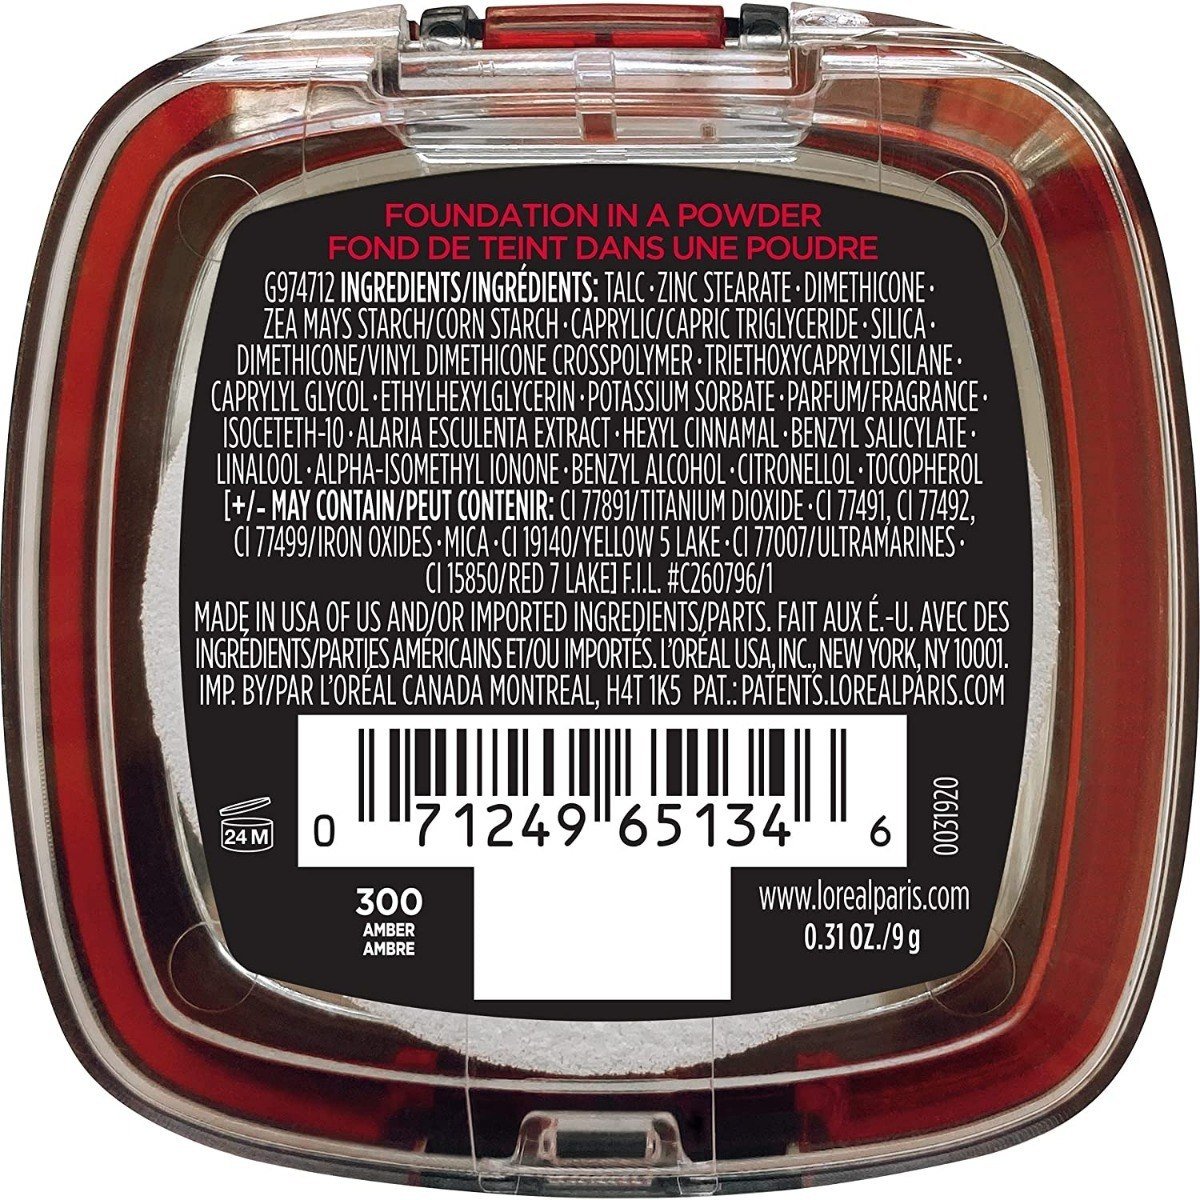 FOUNDATION IN A POWDER
FOND DE TEINT DANS UNE POUDRE
G974712 INGREDIENTS/INGRÉDIENTS: TALC · ZINC STEARATE · DIMETHICONE ·
ZEA MAYS STARCH/CORN STARCH · CAPRYLIC/CAPRIC TRIGLYCERIDE · SILICA ·
DIMETHICONE/VINYL DIMETHICONE CROSSPOLYMER · TRIETHOXYCAPRYLYLSILANE ·
CAPRYLYL GLYCOL · ETHYLHEXYLGLYCERIN · POTASSIUM SORBATE · PARFUM/FRAGRANCE ·
ISOCETETH-10 · ALARIA ESCULENTA EXTRACT · HEXYL CINNAMAL · BENZYL SALICYLATE ·
LINALOOL · ALPHA-ISOMETHYL IONONE · BENZYL ALCOHOL · CITRONELLOL · TOCOPHEROL
[+/- MAY CONTAIN/PEUT CONTENIR: CI 77891/TITANIUM DIOXIDE · CI 77491, CI 77492,
CI 77499/IRON OXIDES · MICA · CI 19140/YELLOW 5 LAKE · CI 77007/ULTRAMARINES ·
CI 15850/RED 7 LAKE] F.I.L. #C260796/1
MADE IN USA OF US AND/OR IMPORTED INGREDIENTS/PARTS. FAIT AUX É.-U. AVEC DES
INGRÉDIENTS/PARTIES AMÉRICAINS ET/OU IMPORTÉS. L'ORÉAL USA, INC., NEW YORK, NY 10001.
IMP. BY/PAR L'ORÉAL CANADA MONTREAL, H4T 1K5 PAT.: PATENTS.LOREALPARIS.COM
24 M
0 71249 65134 6
0031920
300
AMBER
AMBRE
www.lorealparis.com
0.31 OZ./9 g